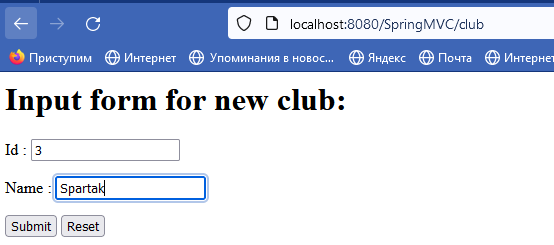 localhost:8080/SpringMVC/club
Приступим Интернет Упоминания в новос... Яндекс Почта Интернет
Input form for new club:
Id : 3
Name : Spartak
Submit Reset